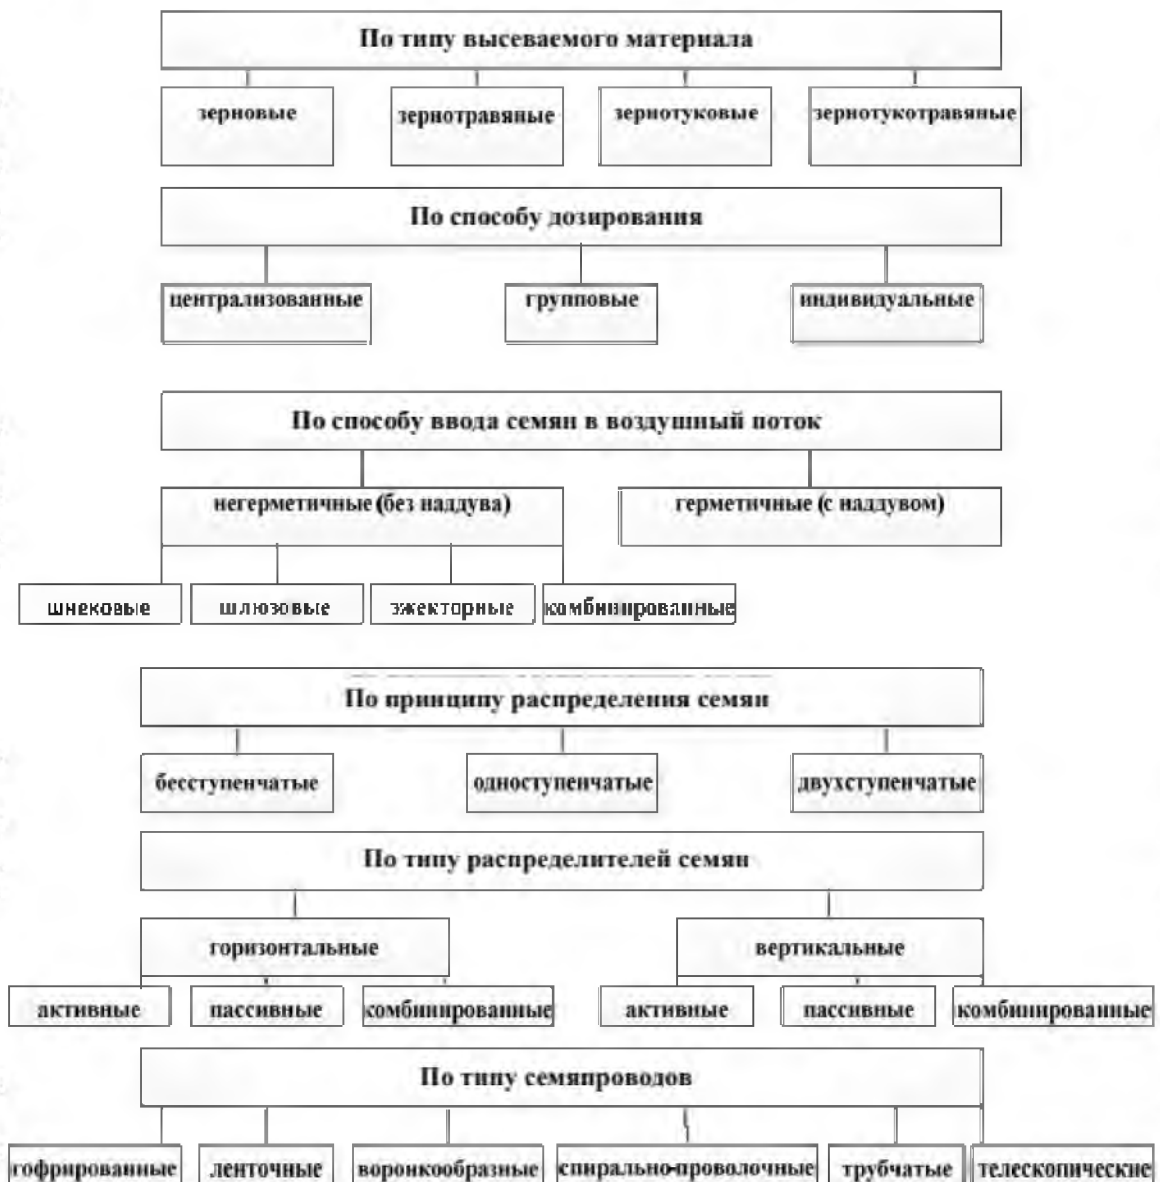 По типу высеваемого материала
зерновые зернотравяные зернотуковые зернотукотравяные
По способу дозирования
централизованные групповые индивидуальные
По способу ввода семян в воздушный поток
негерметичные (без наддува) герметичные (с наддувом)
шнековые шлюзовые эжекторные комбинированные
По принципу распределения семян
бесступенчатые одноступенчатые двухступенчатые
По типу распределителей семян
горизонтальные вертикальные
активные пассивные комбинированные активные пассивные комбинированные
По типу семяпроводов
гофрированные ленточные воронкообразные спирально-проволочные трубчатые телескопические